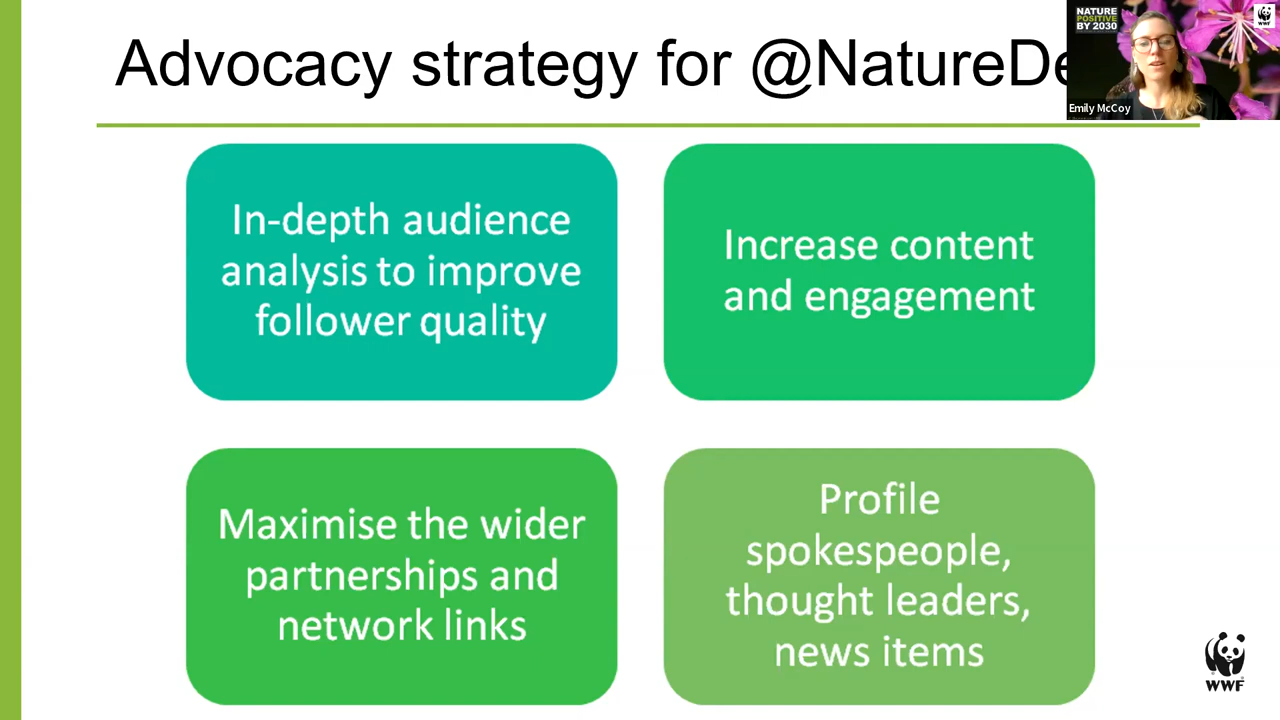 Advocacy strategy for @NatureDe
NATURE
POSITIVE
BY 2030
WWF
Emily McCoy
In-depth audience
analysis to improve
follower quality
Increase content
and engagement
Maximise the wider
partnerships and
network links
Profile
spokespeople,
thought leaders,
news items
WWF